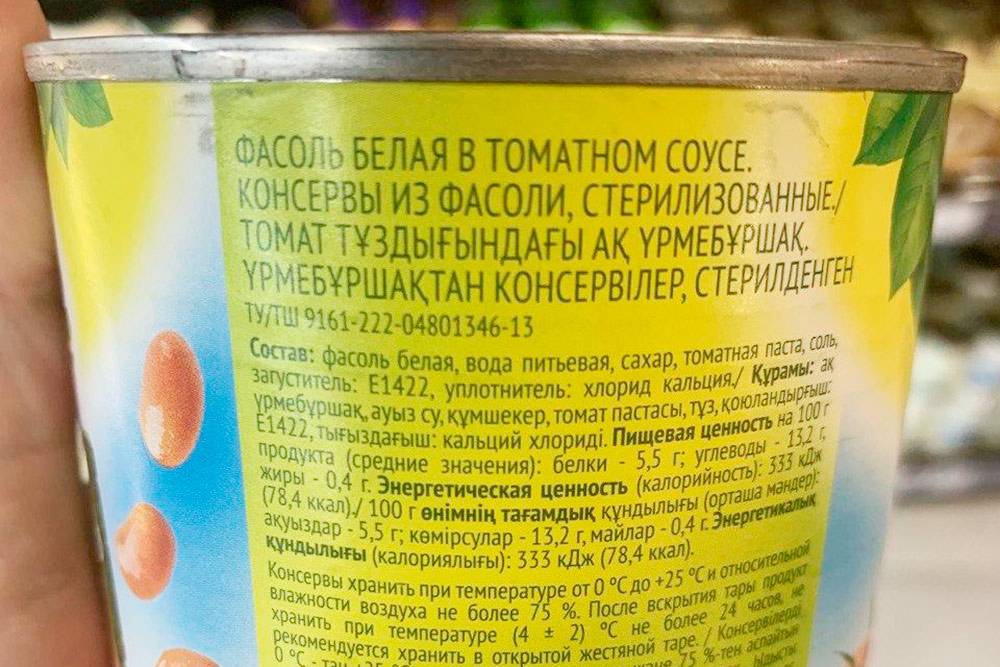 ФАСОЛЬ БЕЛАЯ В ТОМАТНОМ СОУСЕ.
КОНСЕРВЫ ИЗ ФАСОЛИ, СТЕРИЛИЗОВАННЫЕ./
ТОМАТ ТҰЗДЫҒЫНДАҒЫ АҚ ҮРМЕБҰРШАҚ.
ҮРМЕБҰРШАҚТАН КОНСЕРВІЛЕР, СТЕРИЛДЕНГЕН
ТУ/ТШ 9161-222-04801346-13
Состав: фасоль белая, вода питьевая, сахар, томатная паста, соль,
загуститель: Е1422, уплотнитель: хлорид кальция./ Құрамы: ақ
үрмебұршақ, ауыз су, құмшекер, томат пастасы, тұз, қоюландырғыш:
Е1422, тығыздағыш: кальций хлориді. Пищевая ценность на 100 г
продукта (средние значения): белки - 5,5 г; углеводы - 13,2 г,
жиры - 0,4 г. Энергетическая ценность (калорийность): 333 кДж
(78,4 ккал)./ 100 г өнімнің тағамдық құндылығы (орташа мәндер):
ақуыздар - 5,5 г; көмірсулар - 13,2 г, майлар - 0,4 г. Энергетикалық
құндылығы (калориялығы): 333 кДж (78,4 ккал).
Консервы хранить при температуре от 0 °С до +25 °С и относительной
влажности воздуха не более 75 %. После вскрытия тары продукт
хранить при температуре (4 ± 2) °С не более 24 часов, не
рекомендуется хранить в открытой жестяной таре. / Консервілерді
0 °С - тан 75 %-тен аспайтын